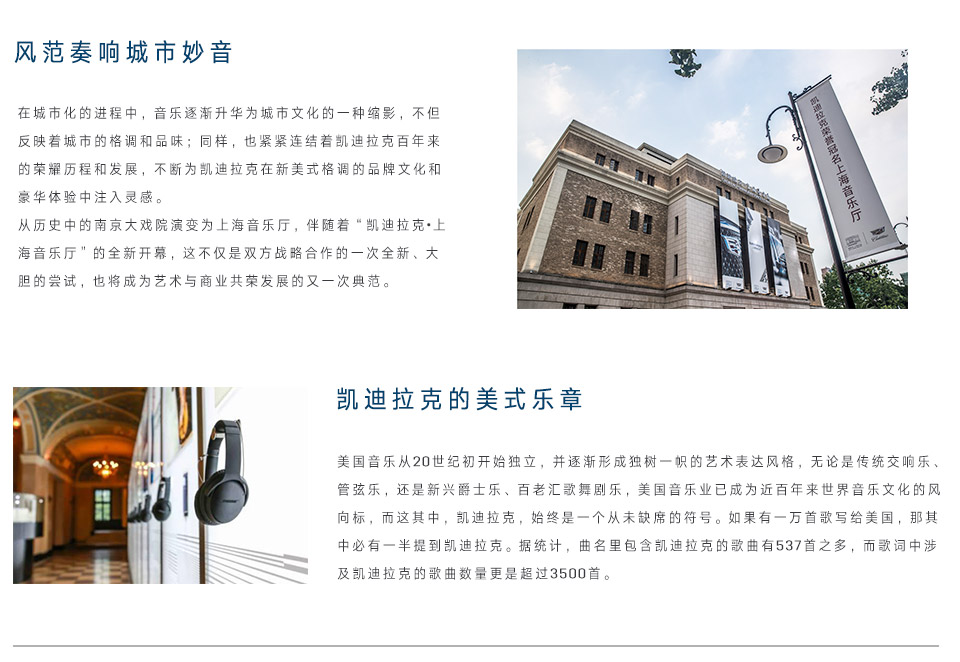 风范奏响城市妙音
在城市化的进程中，音乐逐渐升华为城市文化的一种缩影，不但
反映着城市的格调和品味；同样，也紧紧连结着凯迪拉克百年来
的荣耀历程和发展，不断为凯迪拉克在新美式格调的品牌文化和
豪华体验中注入灵感。
从历史中的南京大戏院演变为上海音乐厅，伴随着“凯迪拉克•上
海音乐厅”的全新开幕，这不仅是双方战略合作的一次全新、大
胆的尝试，也将成为艺术与商业共荣发展的又一次典范。
凯迪拉克荣誉冠名上海音乐厅
凯迪拉克的美式乐章
美国音乐从20世纪初开始独立，并逐渐形成独树一帜的艺术表达风格，无论是传统交响乐、
管弦乐，还是新兴爵士乐、百老汇歌舞剧乐，美国音乐业已成为近百年来世界音乐文化的风
向标，而这其中，凯迪拉克，始终是一个从未缺席的符号。如果有一万首歌写给美国，那其
中必有一半提到凯迪拉克。据统计，曲名里包含凯迪拉克的歌曲有537首之多，而歌词中涉
及凯迪拉克的歌曲数量更是超过3500首。